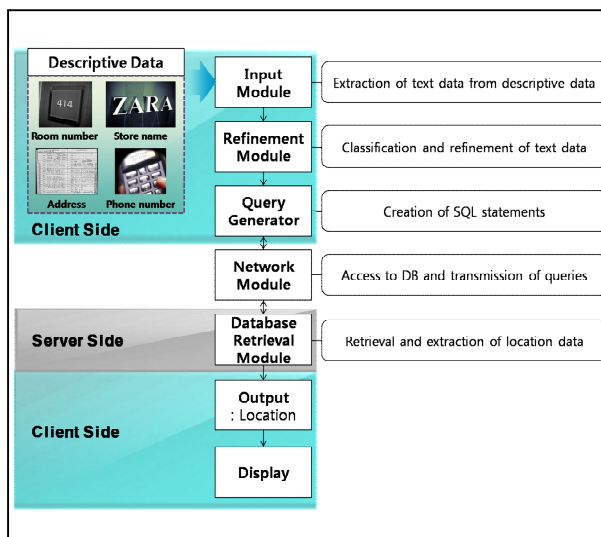 Descriptive Data
414
ZARA
Room number
Store name
Address
Phone number
Client Side
Input
Module
Extraction of text data from descriptive data
Refinement
Module
Classification and refinement of text data
Query
Generator
Creation of SQL statements
Network
Module
Access to DB and transmission of queries
Server Side
Database
Retrieval
Module
Retrieval and extraction of location data
Client Side
Output
: Location
Display